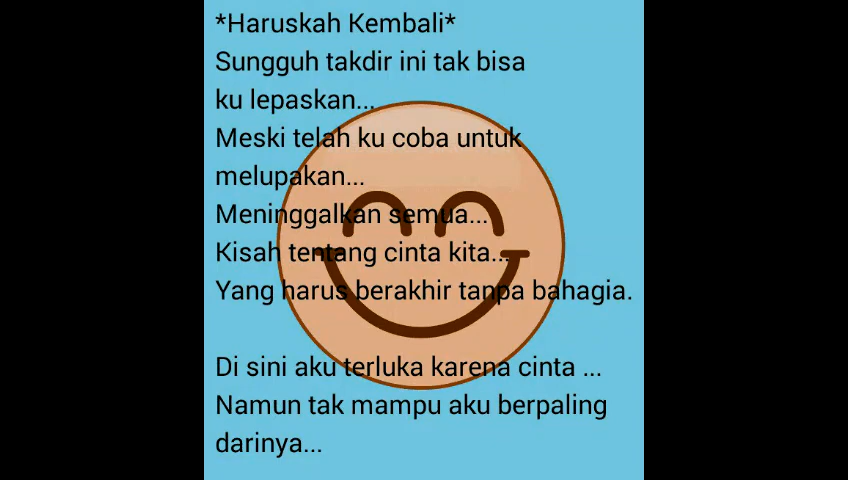 *Haruskah Kembali*
Sungguh takdir ini tak bisa
ku lepaskan...
Meski telah ku coba untuk
melupakan...
Meninggalkan semua...
Kisah tentang cinta kita...
Yang harus berakhir tanpa bahagia.
Di sini aku terluka karena cinta ...
Namun tak mampu aku berpaling
darinya...